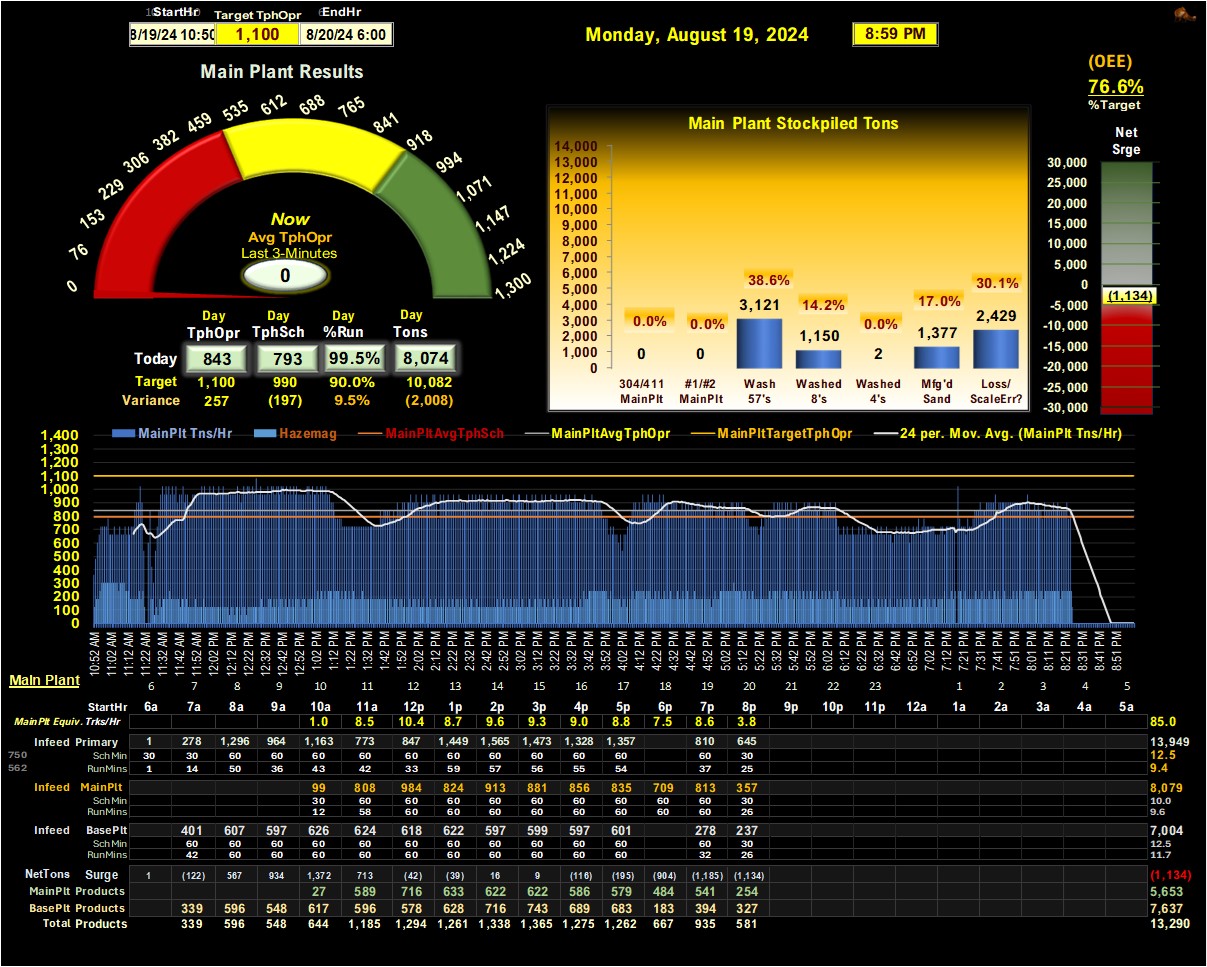 StartHr Target TphOpr EndHr
8/19/24 10:50 1,100 8/20/24 6:00
Monday, August 19, 2024 8:59 PM
(OEE)
76.6%
%Target
Main Plant Results
0 76 153 229 306 382 459 535 612 688 765 841 918 994 1,071 1,147 1,224 1,300
Now
Avg TphOpr
Last 3-Minutes
0
Day Day Day Day
TphOpr TphSch %Run Tons
Today 843 793 99.5% 8,074
Target 1,100 990 90.0% 10,082
Variance 257 (197) 9.5% (2,008)
Main Plant Stockpiled Tons
14,000
13,000
12,000
11,000
10,000
9,000
8,000
7,000
6,000
5,000
4,000
3,000
2,000
1,000
0
0.0% 0.0% 38.6% 14.2% 0.0% 17.0% 30.1%
0 0 3,121 1,150 2 1,377 2,429
304/411 #1/#2 Wash Washed Washed Mfg'd Loss/
MainPlt MainPlt 57's 8's 4's Sand ScaleErr?
Net
Srge
30,000
25,000
20,000
15,000
10,000
5,000
0
(1,134)
-5,000
-10,000
-15,000
-20,000
-25,000
-30,000
MainPlt Tns/Hr Hazemag MainPltAvgTphSch MainPltAvgTphOpr MainPltTargetTphOpr 24 per. Mov. Avg. (MainPlt Tns/Hr)
1,400
1,300
1,200
1,100
1,000
900
800
700
600
500
400
300
200
100
0
10:52 AM 11:02 AM 11:12 AM 11:22 AM 11:32 AM 11:42 AM 11:52 AM 12:02 PM 12:12 PM 12:22 PM 12:32 PM 12:42 PM 12:52 PM 1:02 PM 1:12 PM 1:22 PM 1:32 PM 1:42 PM 1:52 PM 2:02 PM 2:12 PM 2:22 PM 2:32 PM 2:42 PM 2:52 PM 3:02 PM 3:12 PM 3:22 PM 3:32 PM 3:42 PM 3:52 PM 4:02 PM 4:12 PM 4:22 PM 4:32 PM 4:42 PM 4:52 PM 5:02 PM 5:12 PM 5:22 PM 5:32 PM 5:42 PM 5:52 PM 6:02 PM 6:12 PM 6:22 PM 6:32 PM 6:42 PM 6:52 PM 7:02 PM 7:12 PM 7:21 PM 7:31 PM 7:41 PM 7:51 PM 8:01 PM 8:11 PM 8:21 PM 8:31 PM 8:41 PM 8:51 PM
Main Plant 6 7 8 9 10 11 12 13 14 15 16 17 18 19 20 21 22 23 1 2 3 4 5
StartHr 6a 7a 8a 9a 10a 11a 12p 1p 2p 3p 4p 5p 6p 7p 8p 9p 10p 11p 12a 1a 2a 3a 4a 5a
MainPlt Equiv. Trks/Hr 1.0 8.5 10.4 8.7 9.6 9.3 9.0 8.8 7.5 8.6 3.8 85.0
Infeed Primary 1 278 1,296 964 1,163 773 847 1,449 1,565 1,473 1,328 1,357 810 645 13,949
750 Sch Min 30 30 60 60 60 60 60 60 60 60 60 60 60 30 12.5
562 RunMins 1 14 50 36 43 42 33 59 57 56 55 54 37 25 9.4
Infeed MainPlt 99 808 984 824 913 881 856 835 709 813 357 8,079
Sch Min 30 60 60 60 60 60 60 60 60 60 30 10.0
RunMins 12 58 60 60 60 60 60 60 60 60 26 9.6
Infeed BasePlt 401 607 597 626 624 618 622 597 599 597 601 278 237 7,004
Sch Min 60 60 60 60 60 60 60 60 60 60 60 60 30 12.5
RunMins 42 60 60 60 60 60 60 60 60 60 60 32 26 11.7
NetTons Surge 1 (122) 567 934 1,372 713 (42) (39) 16 9 (116) (195) (904) (1,185) (1,134) (1,134)
MainPlt Products 27 589 716 633 622 622 586 579 484 541 254 5,653
BasePlt Products 339 596 548 617 596 578 628 716 743 689 683 183 394 327 7,637
Total Products 339 596 548 644 1,185 1,294 1,261 1,338 1,365 1,275 1,262 667 935 581 13,290